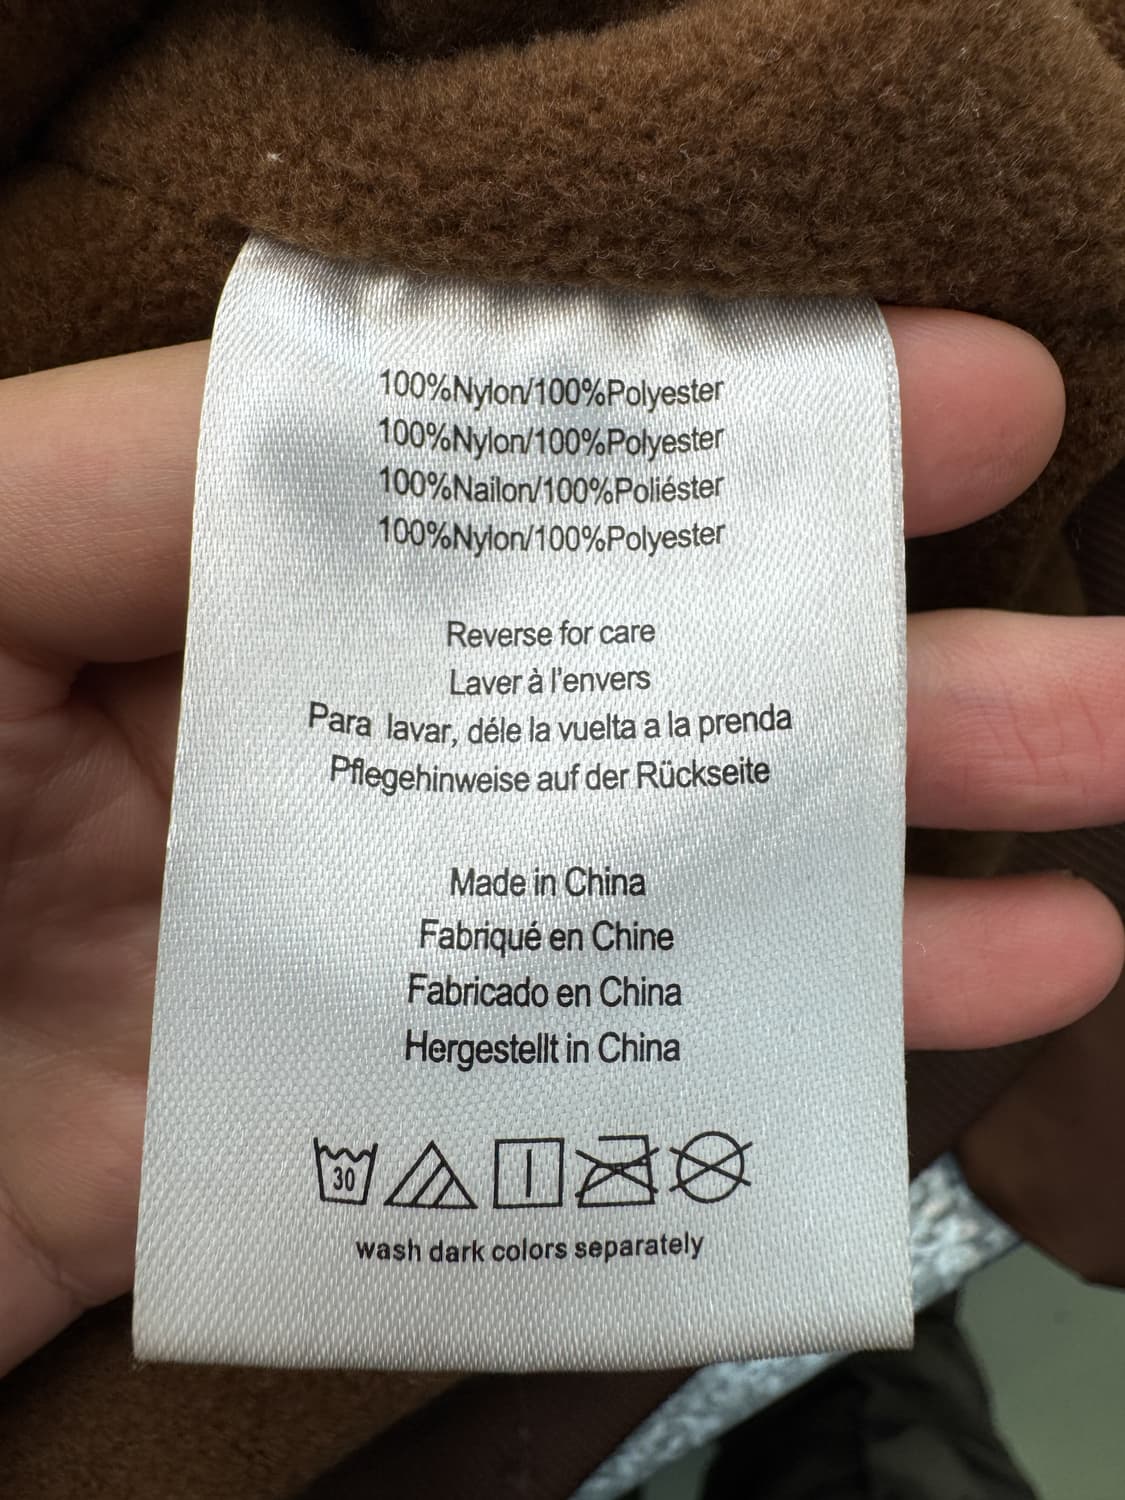 100%Nylon/100%Polyester
100%Nylon/100%Polyester
100%Nailon/100%Poliéster
100%Nylon/100%Polyester
Reverse for care
Laver à l'envers
Para lavar, déle la vuelta a la prenda
Pflegehinweise auf der Rückseite
Made in China
Fabriqué en Chine
Fabricado en China
Hergestellt in China
30
wash dark colors separately